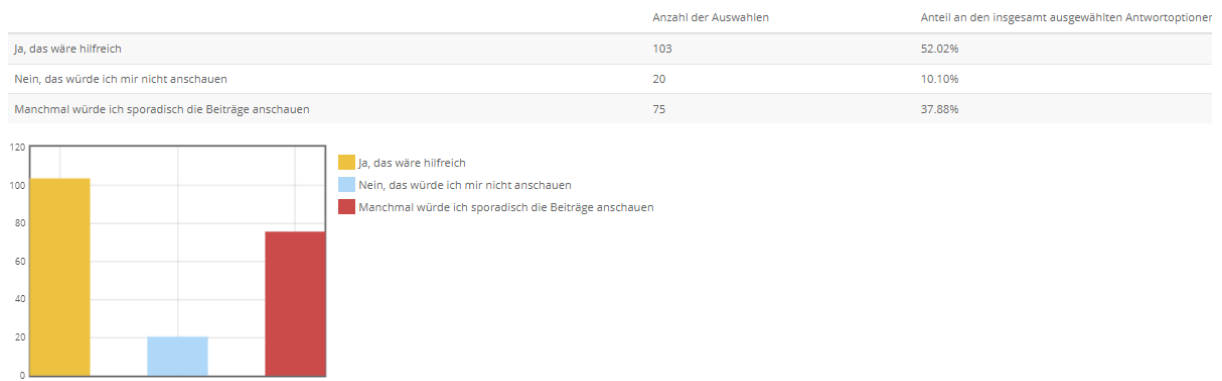 Anzahl der Auswahlen Anteil an den insgesamt ausgewählten Antwortoptionen
Ja, das wäre hilfreich 103 52.02%
Nein, das würde ich mir nicht anschauen 20 10.10%
Manchmal würde ich sporadisch die Beiträge anschauen 75 37.88%
120
100
80
60
40
20
0
Ja, das wäre hilfreich
Nein, das würde ich mir nicht anschauen
Manchmal würde ich sporadisch die Beiträge anschauen